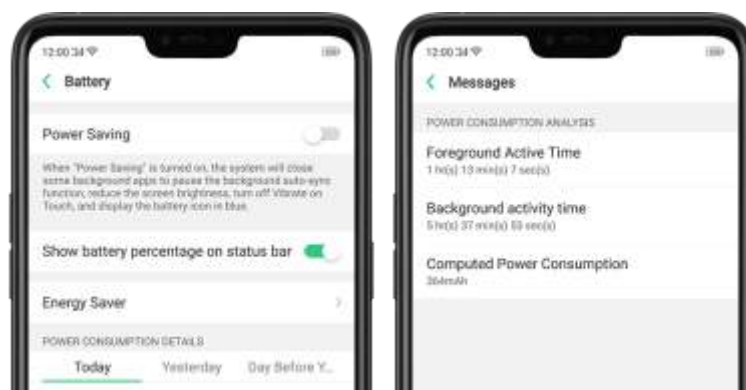 12:00:34
Battery
Power Saving
When "Power Saving" is turned on, the system will close
some background apps to pause the background auto-sync
function, reduce the screen brightness, turn off Vibrate on
Touch, and display the battery icon in blue.
Show battery percentage on status bar
Energy Saver
POWER CONSUMPTION DETAILS
Today Yesterday Day Before Y...
12:00:34
Messages
POWER CONSUMPTION ANALYSIS
Foreground Active Time
1 hr(s) 13 min(s) 7 sec(s)
Background activity time
5 hr(s) 37 min(s) 53 sec(s)
Computed Power Consumption
364mAh